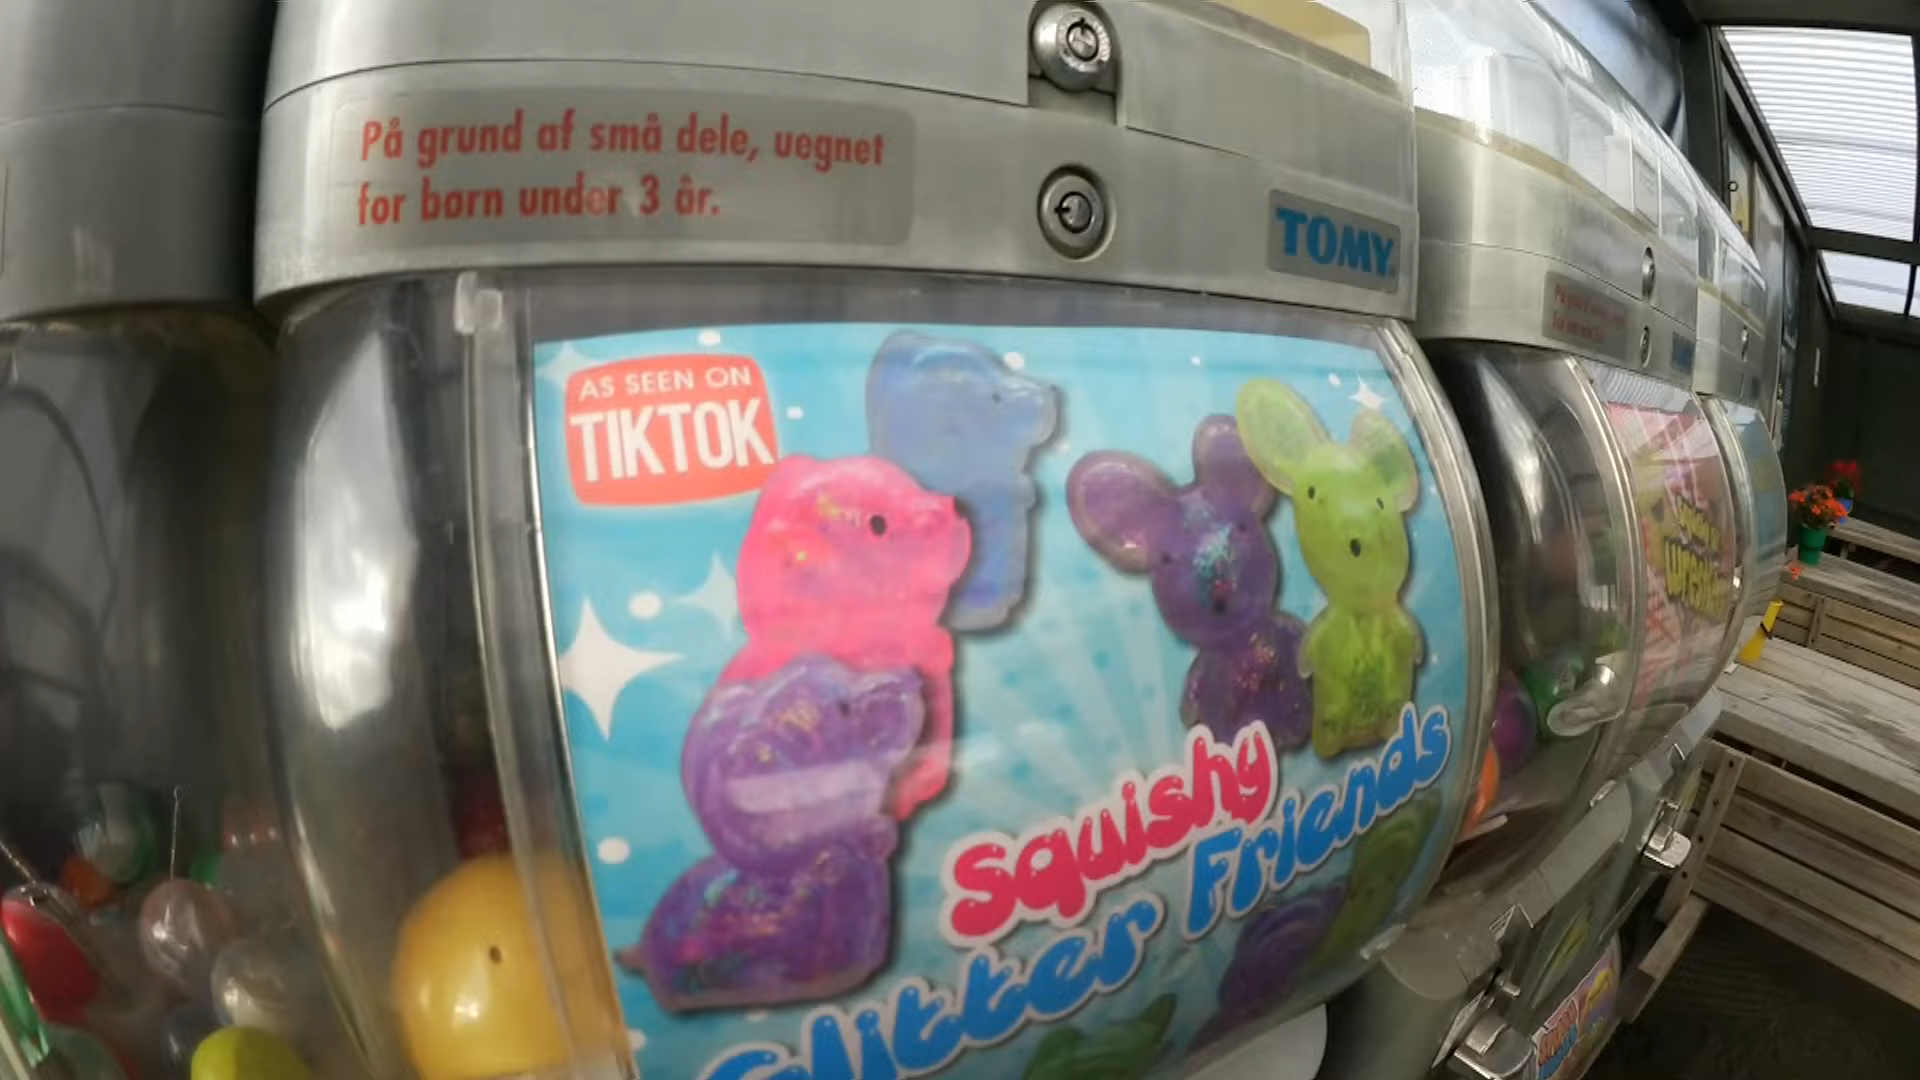 På grund af små dele, uegnet
for børn under 3 år.
TOMY
AS SEEN ON
TIKTOK
squishy
Glitter Friends